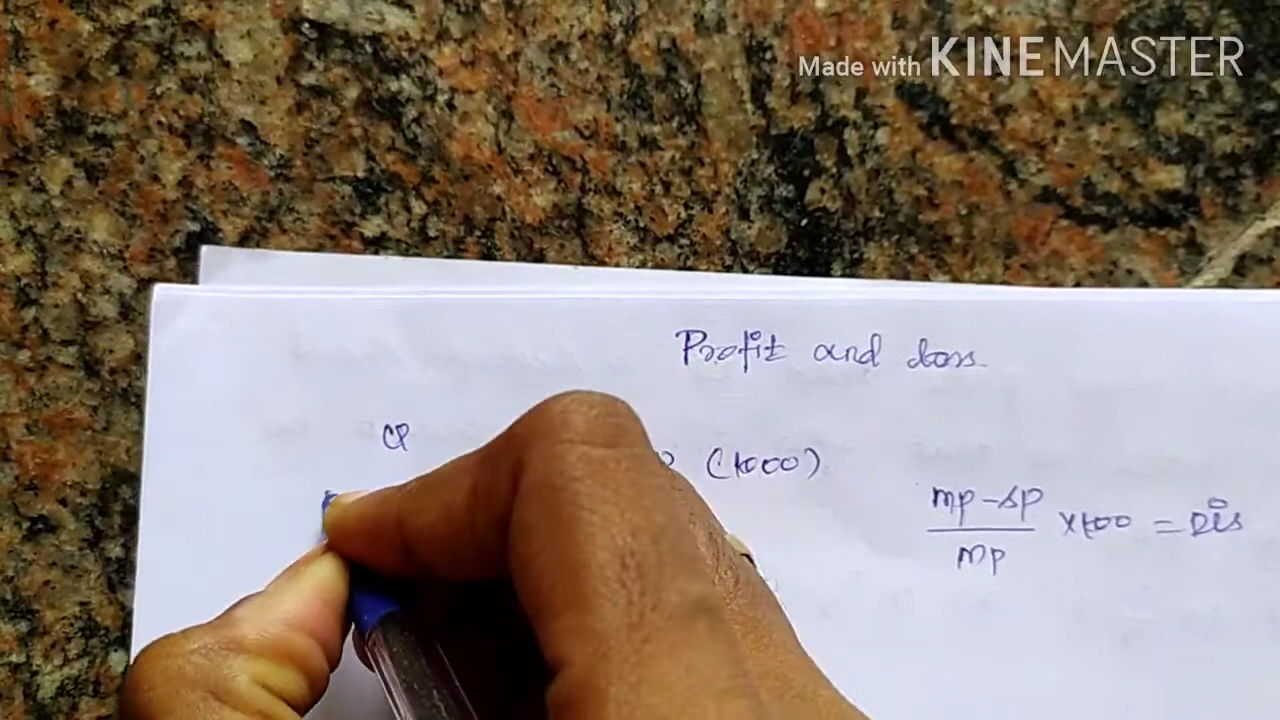 Made with KINEMASTER
Profit and loss
CP
(1000)
MP-SP
MP
x100 = Dis